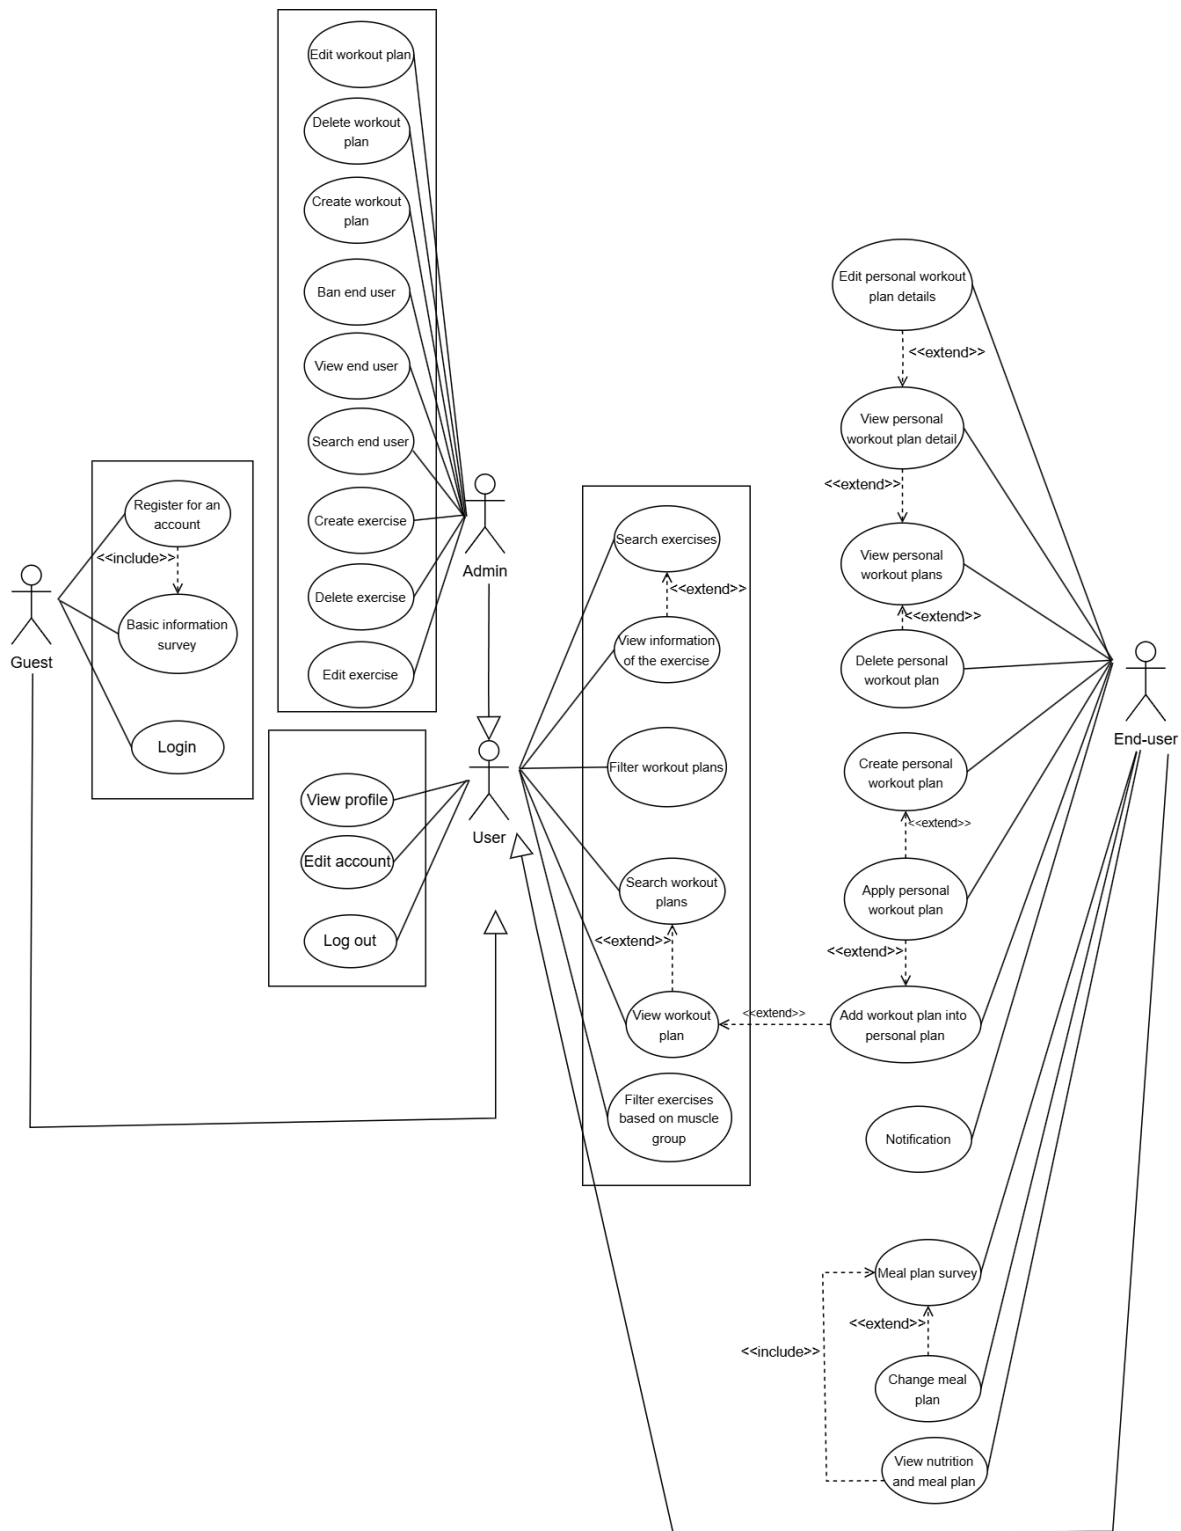 Edit workout plan
Delete workout
plan
Create workout
plan
Ban end user
View end user
Search end user
Create exercise
Delete exercise
Edit exercise
Admin
Register for an
account
<<include>>
Basic information
survey
Login
Guest
View profile
Edit account
Log out
User
Search exercises
<<extend>>
View information
of the exercise
Filter workout plans
Search workout
plans
<<extend>>
View workout
plan
<<extend>>
Filter exercises
based on muscle
group
Edit personal workout
plan details
<<extend>>
View personal
workout plan detail
<<extend>>
View personal
workout plans
<<extend>>
Delete personal
workout plan
End-user
Create personal
workout plan
<<extend>>
Apply personal
workout plan
<<extend>>
Add workout plan into
personal plan
Notification
Meal plan survey
<<extend>>
<<include>>
Change meal
plan
View nutrition
and meal plan